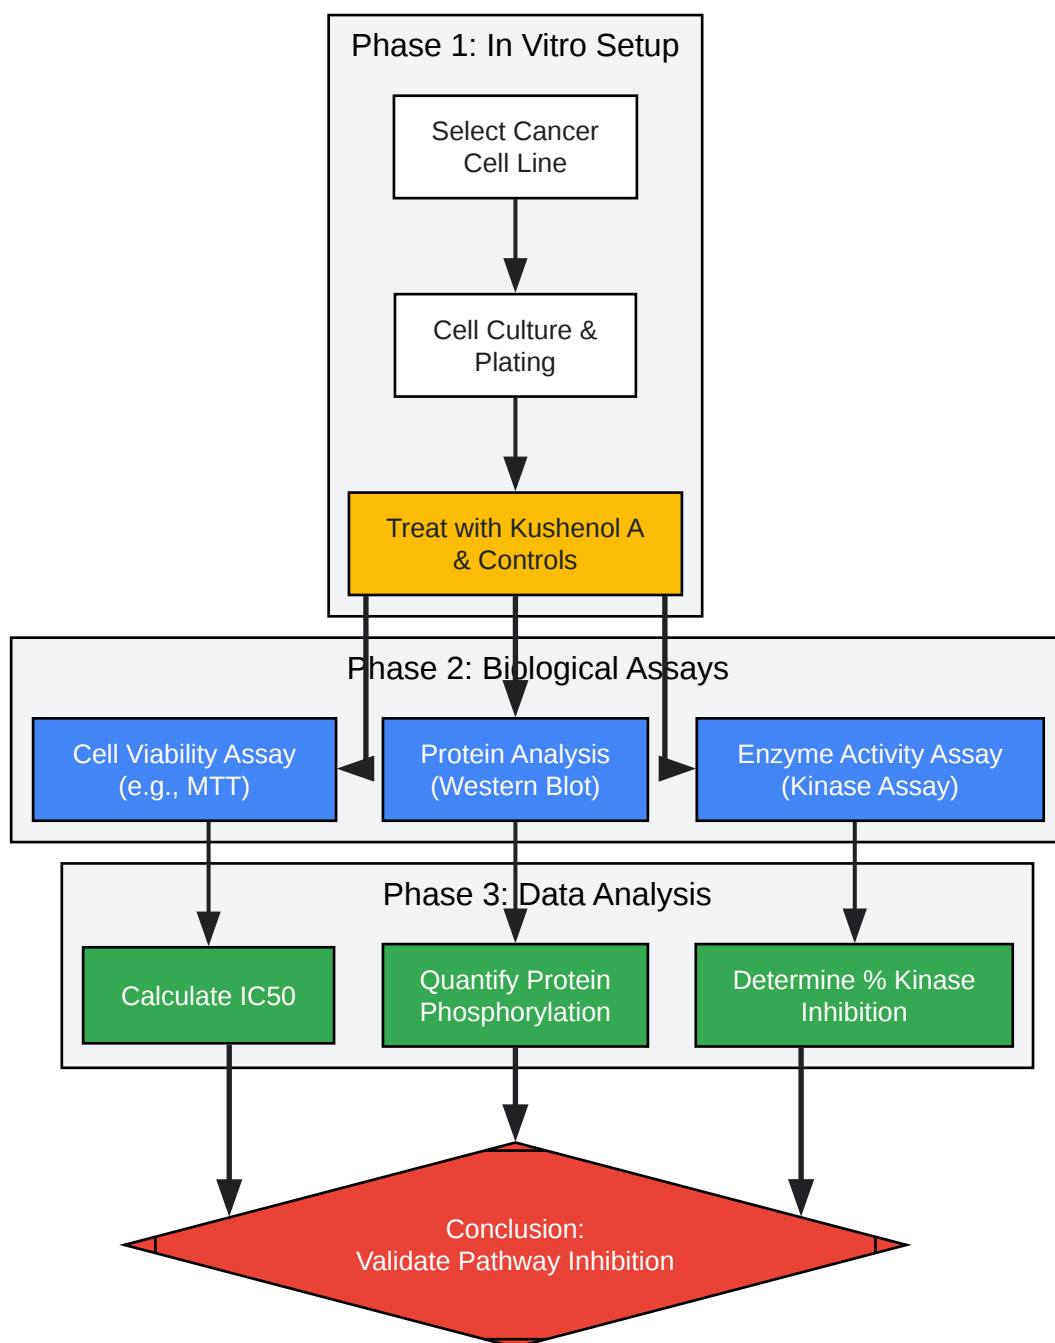 Phase 1: In Vitro Setup
Select Cancer
Cell Line
Cell Culture &
Plating
Treat with Kushenol A
& Controls
Phase 2: Biological Assays
Cell Viability Assay
(e.g., MTT)
Protein Analysis
(Western Blot)
Enzyme Activity Assay
(Kinase Assay)
Phase 3: Data Analysis
Calculate IC50
Quantify Protein
Phosphorylation
Determine % Kinase
Inhibition
Conclusion:
Validate Pathway Inhibition